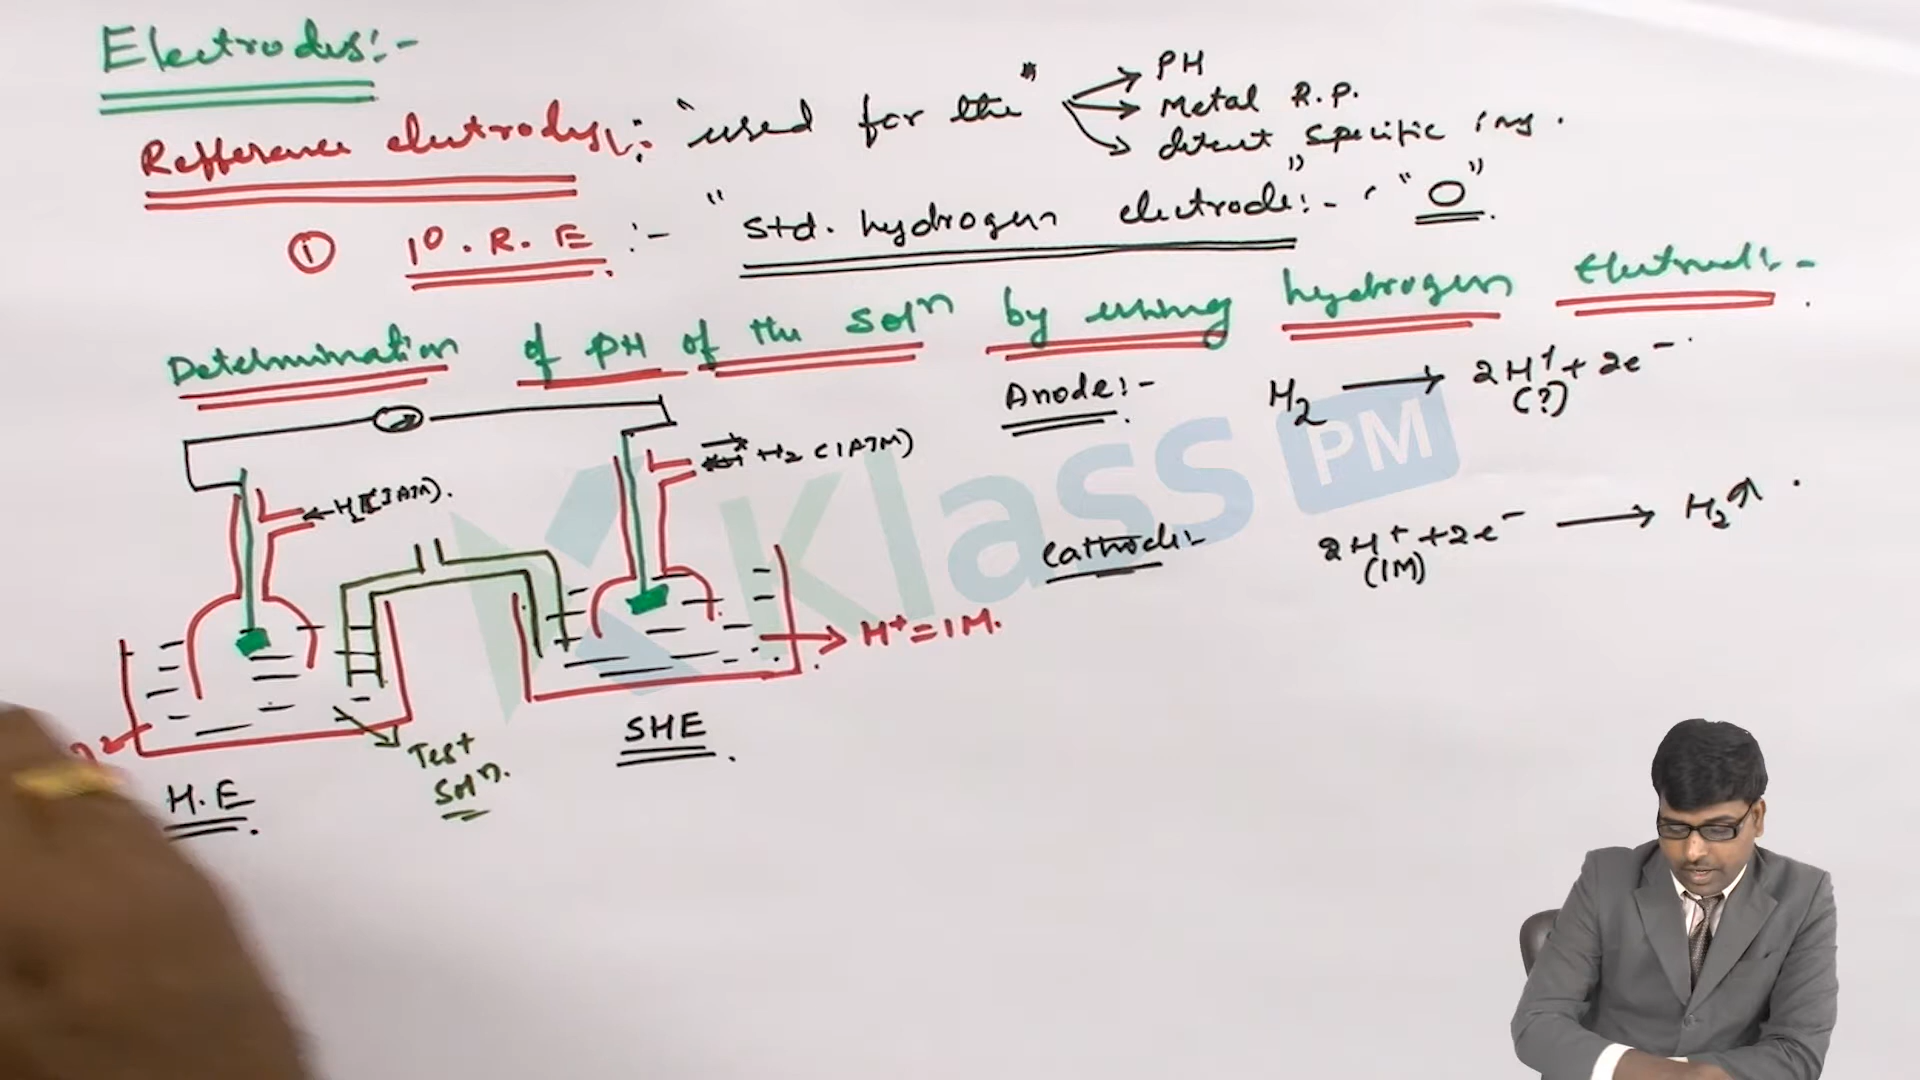 Electrodes:-
Refference electrodes:- "used for the"
PH
Metal R.P.
detect specific ions.
① 1°. R. E :- "std. hydrogen electrode":- "0".
Determination of PH of the Solⁿ by using hydrogen Electrode:-
Anode:- H₂ → 2H⁺ + 2e⁻.
(?)
H₂ (1ATM)
←H₂(1ATM).
Klass PM
Cathode:- 2H⁺ + 2e⁻ → H₂
(1M)
→ H⁺ = 1M.
SHE.
Test
Solⁿ.
H.E.